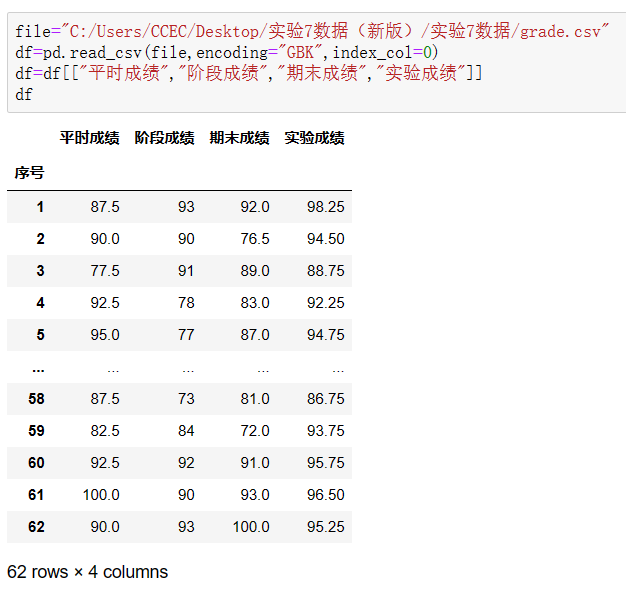 file="C:/Users/CCEC/Desktop/实验7数据（新版）/实验7数据/grade.csv"
df=pd.read_csv(file,encoding="GBK",index_col=0)
df=df[["平时成绩","阶段成绩","期末成绩","实验成绩"]]
df
平时成绩 阶段成绩 期末成绩 实验成绩
序号
1 87.5 93 92.0 98.25
2 90.0 90 76.5 94.50
3 77.5 91 89.0 88.75
4 92.5 78 83.0 92.25
5 95.0 77 87.0 94.75
... ... ... ... ...
58 87.5 73 81.0 86.75
59 82.5 84 72.0 93.75
60 92.5 92 91.0 95.75
61 100.0 90 93.0 96.50
62 90.0 93 100.0 95.25
62 rows × 4 columns